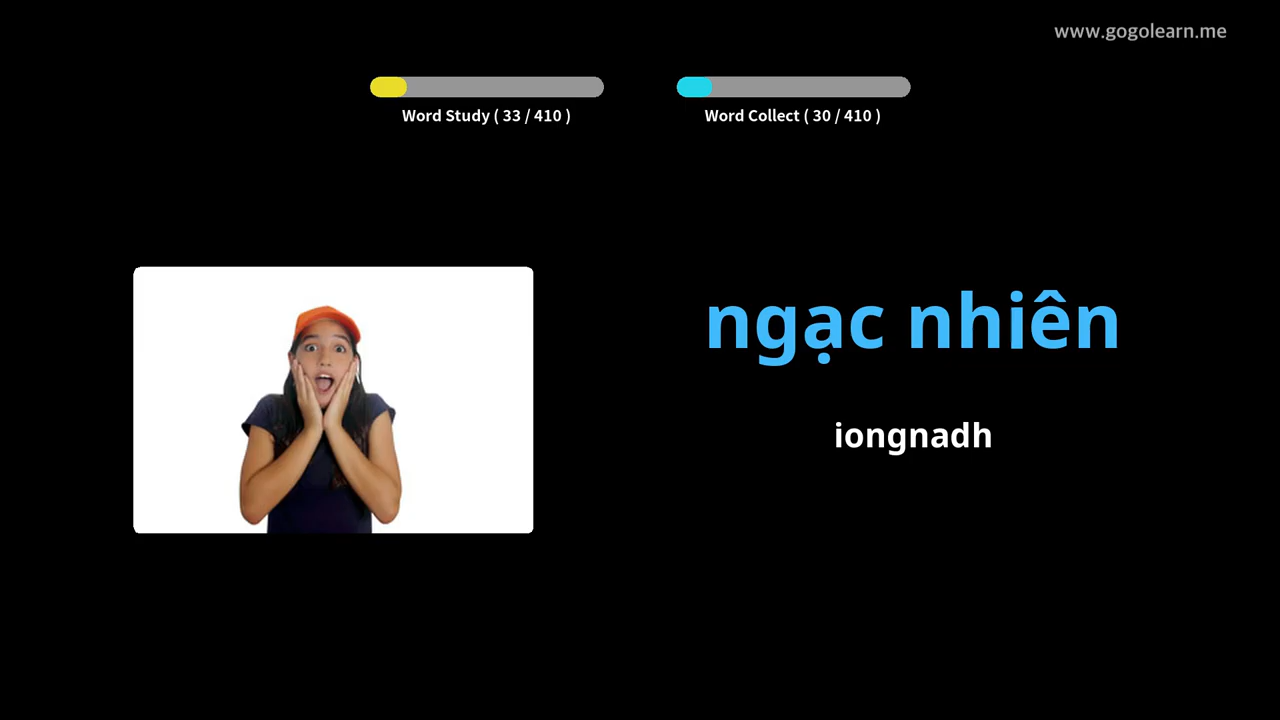 www.gogolearn.me
Word Study ( 33 / 410 )
Word Collect ( 30 / 410 )
ngạc nhiên
iongnadh